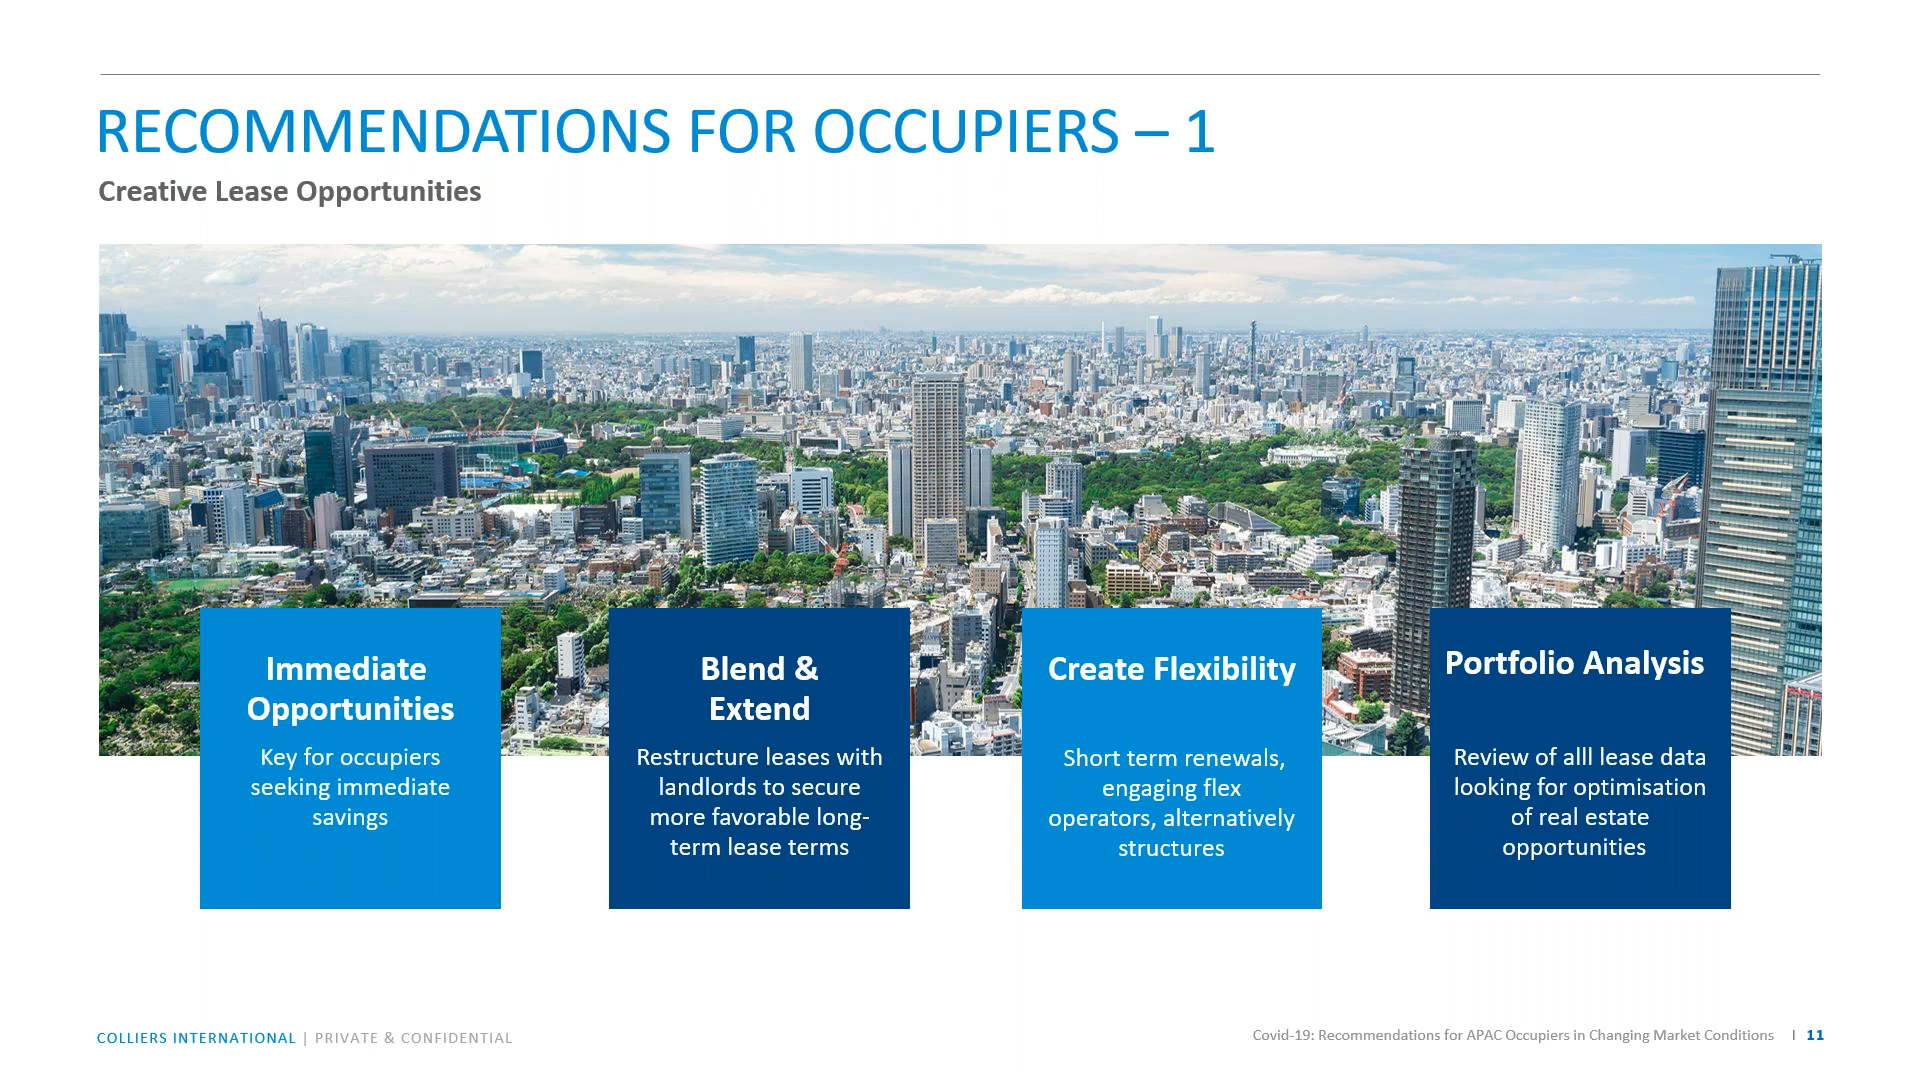 RECOMMENDATIONS FOR OCCUPIERS – 1
Creative Lease Opportunities
Immediate
Opportunities
Key for occupiers
seeking immediate
savings
Blend &
Extend
Restructure leases with
landlords to secure
more favorable long-
term lease terms
Create Flexibility
Short term renewals,
engaging flex
operators, alternatively
structures
Portfolio Analysis
Review of alll lease data
looking for optimisation
of real estate
opportunities
COLLIERS INTERNATIONAL | PRIVATE & CONFIDENTIAL
Covid-19: Recommendations for APAC Occupiers in Changing Market Conditions I 11